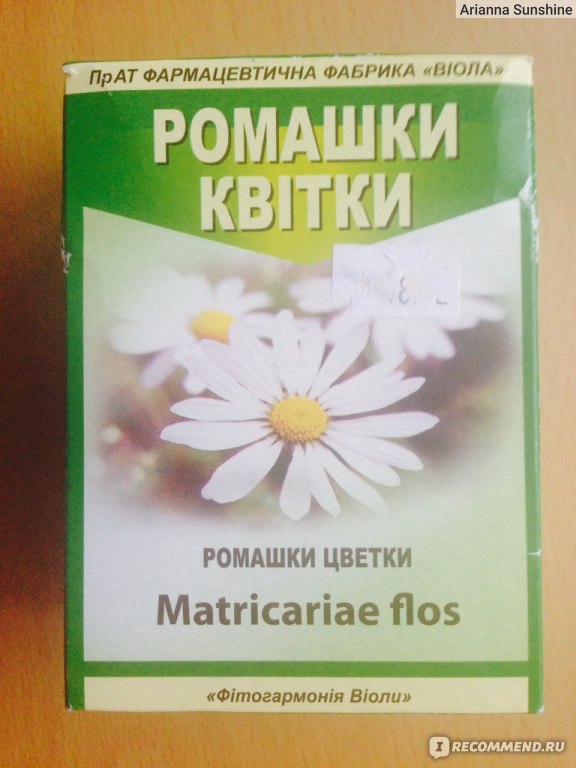 Arianna Sunshine
ПрАТ ФАРМАЦЕВТИЧНА ФАБРИКА «ВІОЛА»
РОМАШКИ
КВІТКИ
РОМАШКИ ЦВЕТКИ
Matricariae flos
«Фітогармонія Віоли»
I RECOMMEND.RU